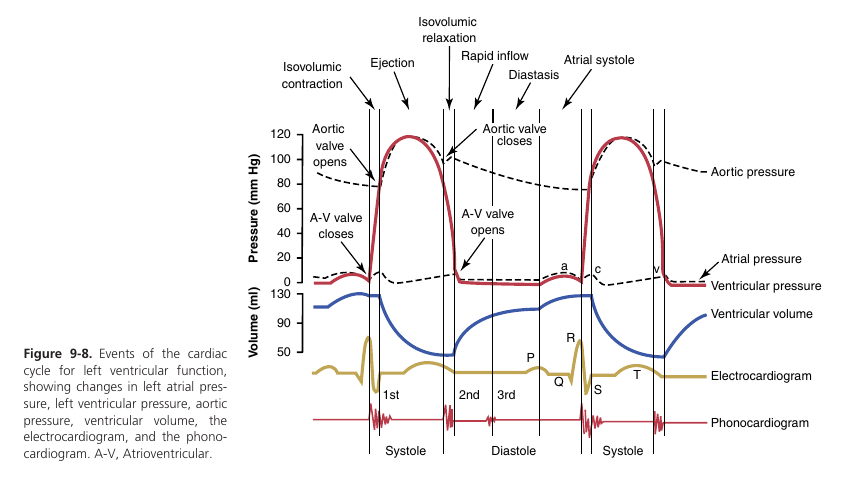 Isovolumic
relaxation
Isovolumic
contraction
Ejection
Rapid inflow
Diastasis
Atrial systole
Aortic
valve
opens
Aortic valve
closes
A-V valve
closes
A-V valve
opens
Pressure (mm Hg)
120
100
80
60
40
20
0
a
c
v
Aortic pressure
Atrial pressure
Ventricular pressure
Volume (ml)
130
90
50
Ventricular volume
R
P
Q
S
T
Electrocardiogram
1st
2nd
3rd
Phonocardiogram
Systole
Diastole
Systole
Figure 9-8. Events of the cardiac
cycle for left ventricular function,
showing changes in left atrial pres-
sure, left ventricular pressure, aortic
pressure, ventricular volume, the
electrocardiogram, and the phono-
cardiogram. A-V, Atrioventricular.